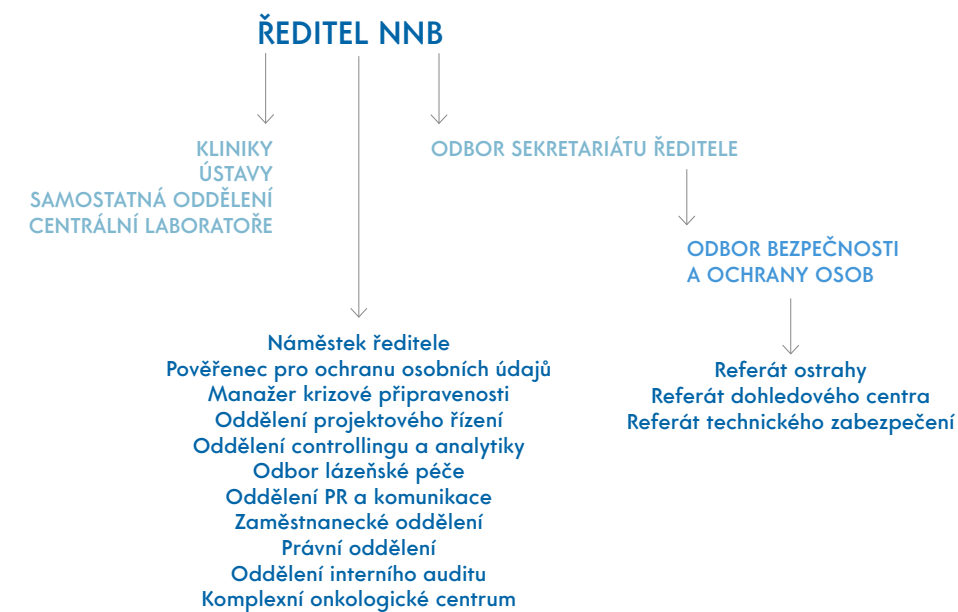 ŘEDITEL NNB
KLINIKY
ÚSTAVY
SAMOSTATNÁ ODDĚLENÍ
CENTRÁLNÍ LABORATOŘE
ODBOR SEKRETARIÁTU ŘEDITELE
ODBOR BEZPEČNOSTI
A OCHRANY OSOB
Náměstek ředitele
Pověřenec pro ochranu osobních údajů
Manažer krizové připravenosti
Oddělení projektového řízení
Oddělení controllingu a analytiky
Odbor lázeňské péče
Oddělení PR a komunikace
Zaměstnanecké oddělení
Právní oddělení
Oddělení interního auditu
Komplexní onkologické centrum
Referát ostrahy
Referát dohledového centra
Referát technického zabezpečení